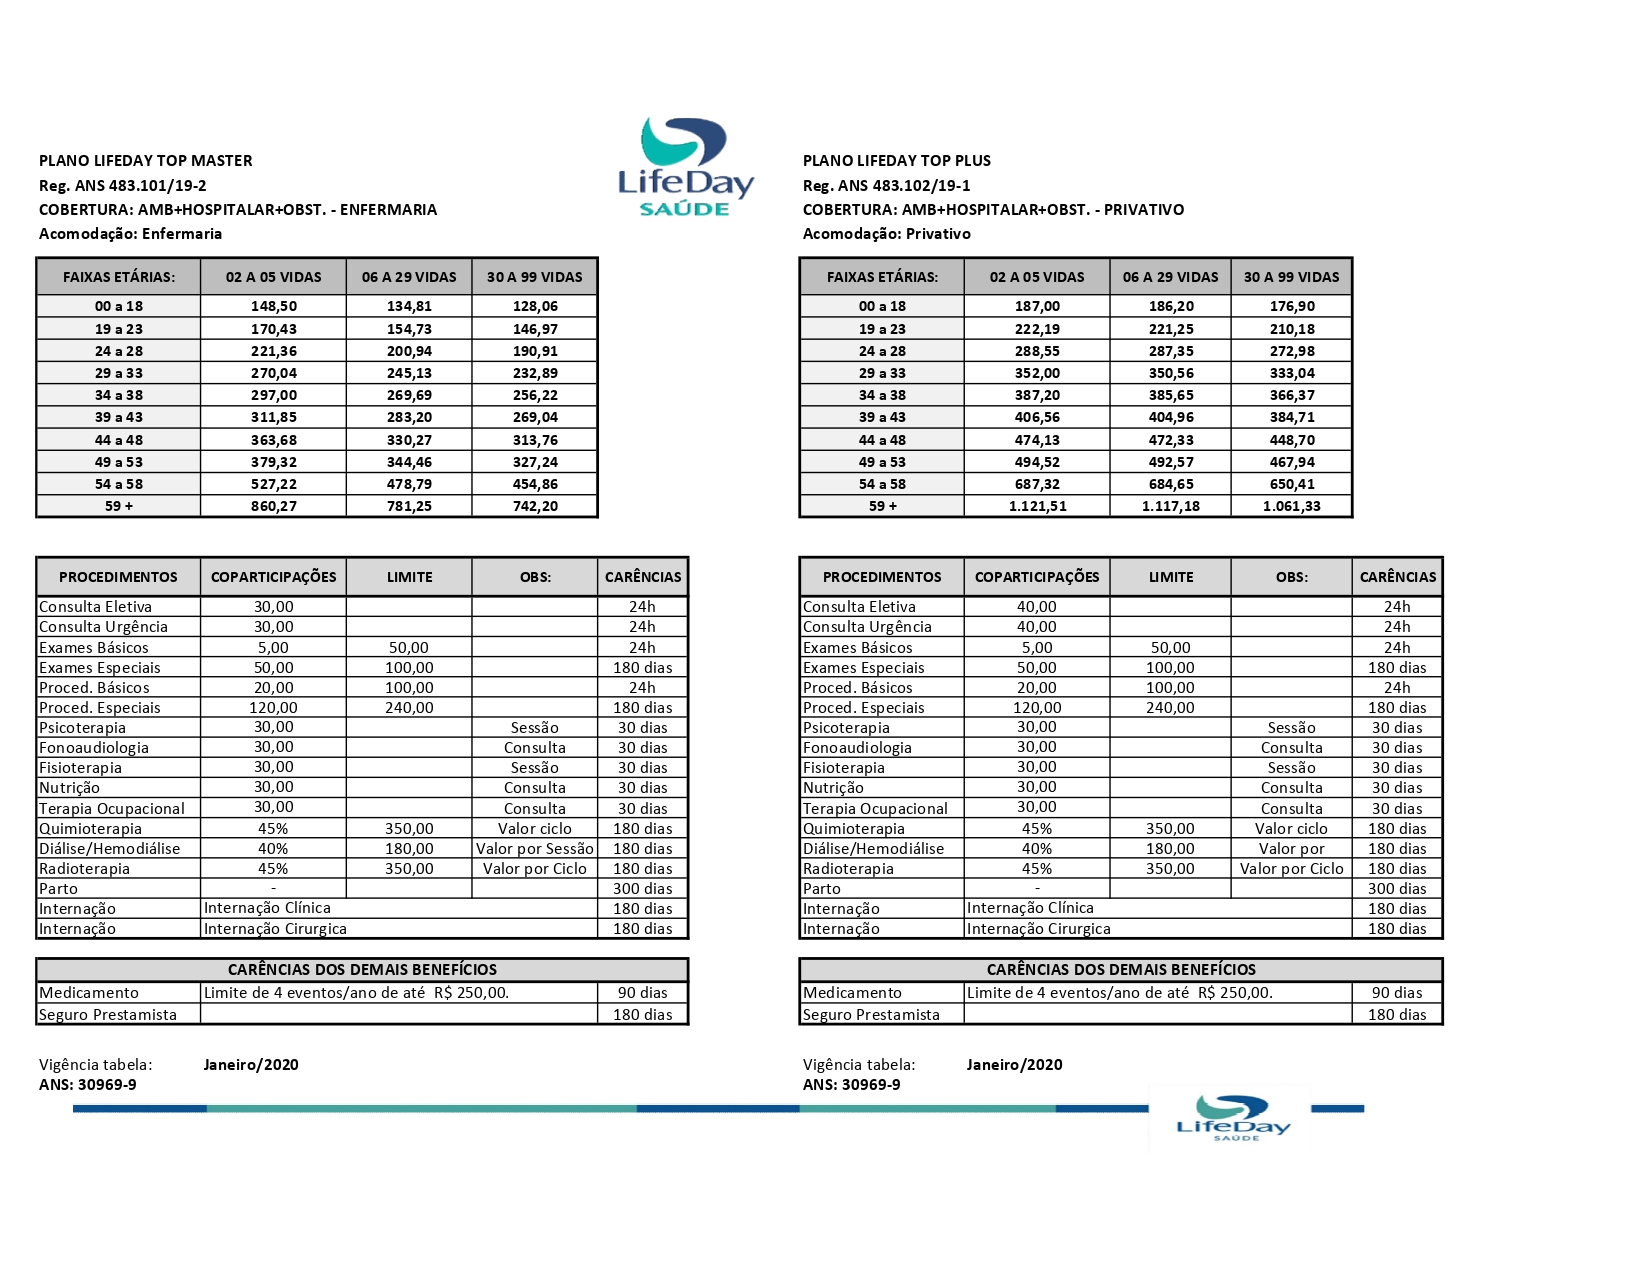 LifeDay
SAÚDE
PLANO LIFEDAY TOP MASTER
Reg. ANS 483.101/19-2
COBERTURA: AMB+HOSPITALAR+OBST. - ENFERMARIA
Acomodação: Enfermaria
FAIXAS ETÁRIAS: 02 A 05 VIDAS 06 A 29 VIDAS 30 A 99 VIDAS
00 a 18 148,50 134,81 128,06
19 a 23 170,43 154,73 146,97
24 a 28 221,36 200,94 190,91
29 a 33 270,04 245,13 232,89
34 a 38 297,00 269,69 256,22
39 a 43 311,85 283,20 269,04
44 a 48 363,68 330,27 313,76
49 a 53 379,32 344,46 327,24
54 a 58 527,22 478,79 454,86
59 + 860,27 781,25 742,20
PROCEDIMENTOS COPARTICIPAÇÕES LIMITE OBS: CARÊNCIAS
Consulta Eletiva 30,00 24h
Consulta Urgência 30,00 24h
Exames Básicos 5,00 50,00 24h
Exames Especiais 50,00 100,00 180 dias
Proced. Básicos 20,00 100,00 24h
Proced. Especiais 120,00 240,00 180 dias
Psicoterapia 30,00 Sessão 30 dias
Fonoaudiologia 30,00 Consulta 30 dias
Fisioterapia 30,00 Sessão 30 dias
Nutrição 30,00 Consulta 30 dias
Terapia Ocupacional 30,00 Consulta 30 dias
Quimioterapia 45% 350,00 Valor ciclo 180 dias
Diálise/Hemodiálise 40% 180,00 Valor por Sessão 180 dias
Radioterapia 45% 350,00 Valor por Ciclo 180 dias
Parto - 300 dias
Internação Internação Clínica 180 dias
Internação Internação Cirurgica 180 dias
CARÊNCIAS DOS DEMAIS BENEFÍCIOS
Medicamento Limite de 4 eventos/ano de até R$ 250,00. 90 dias
Seguro Prestamista 180 dias
Vigência tabela: Janeiro/2020
ANS: 30969-9
PLANO LIFEDAY TOP PLUS
Reg. ANS 483.102/19-1
COBERTURA: AMB+HOSPITALAR+OBST. - PRIVATIVO
Acomodação: Privativo
FAIXAS ETÁRIAS: 02 A 05 VIDAS 06 A 29 VIDAS 30 A 99 VIDAS
00 a 18 187,00 186,20 176,90
19 a 23 222,19 221,25 210,18
24 a 28 288,55 287,35 272,98
29 a 33 352,00 350,56 333,04
34 a 38 387,20 385,65 366,37
39 a 43 406,56 404,96 384,71
44 a 48 474,13 472,33 448,70
49 a 53 494,52 492,57 467,94
54 a 58 687,32 684,65 650,41
59 + 1.121,51 1.117,18 1.061,33
PROCEDIMENTOS COPARTICIPAÇÕES LIMITE OBS: CARÊNCIAS
Consulta Eletiva 40,00 24h
Consulta Urgência 40,00 24h
Exames Básicos 5,00 50,00 24h
Exames Especiais 50,00 100,00 180 dias
Proced. Básicos 20,00 100,00 24h
Proced. Especiais 120,00 240,00 180 dias
Psicoterapia 30,00 Sessão 30 dias
Fonoaudiologia 30,00 Consulta 30 dias
Fisioterapia 30,00 Sessão 30 dias
Nutrição 30,00 Consulta 30 dias
Terapia Ocupacional 30,00 Consulta 30 dias
Quimioterapia 45% 350,00 Valor ciclo 180 dias
Diálise/Hemodiálise 40% 180,00 Valor por 180 dias
Radioterapia 45% 350,00 Valor por Ciclo 180 dias
Parto - 300 dias
Internação Internação Clínica 180 dias
Internação Internação Cirurgica 180 dias
CARÊNCIAS DOS DEMAIS BENEFÍCIOS
Medicamento Limite de 4 eventos/ano de até R$ 250,00. 90 dias
Seguro Prestamista 180 dias
Vigência tabela: Janeiro/2020
ANS: 30969-9
LifeDay
SAÚDE